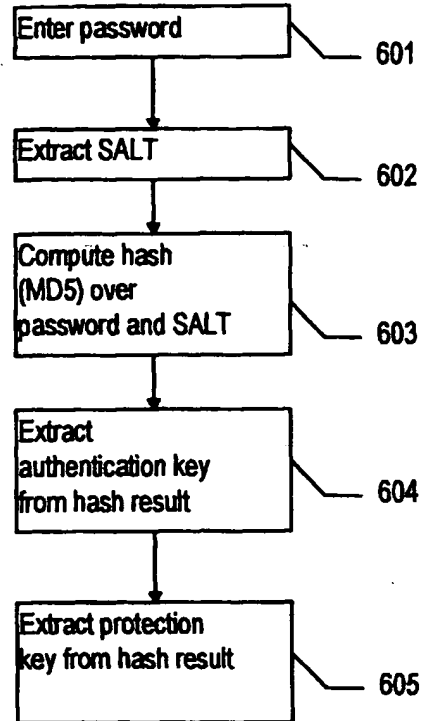 Enter password
601
Extract SALT
602
Compute hash
(MD5) over
password and SALT
603
Extract
authentication key
from hash result
604
Extract protection
key from hash result
605